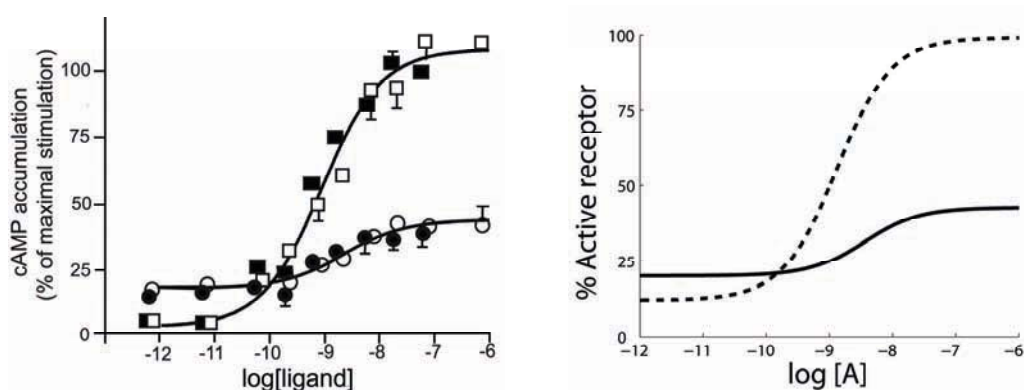 cAMP accumulation
(% of maximal stimulation)
100
75
50
25
0
-12 -11 -10 -9 -8 -7 -6
log[ligand]
% Active receptor
100
75
50
25
0
−12 −11 −10 −9 −8 −7 −6
log [A]